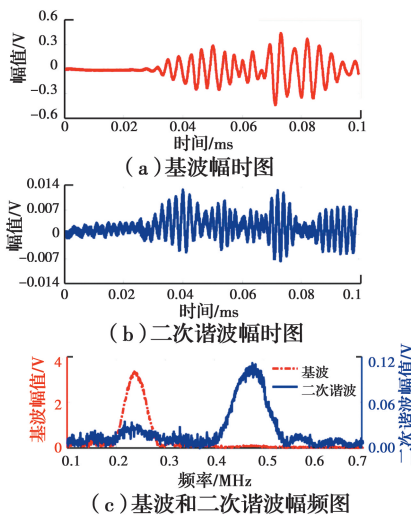 0.6
0.3
0
−0.3
−0.6
幅值/V
0 0.02 0.04 0.06 0.08 0.1
时间/ms
(a)基波幅时图
0.014
0.007
0
−0.007
−0.014
幅值/V
0 0.02 0.04 0.06 0.08 0.1
时间/ms
(b)二次谐波幅时图
4
2
0
基波幅值/V
基波
二次谐波
0.12
0.06
0.00
二次谐波幅值/V
0.1 0.2 0.3 0.4 0.5 0.6 0.7
频率/MHz
(c)基波和二次谐波幅频图